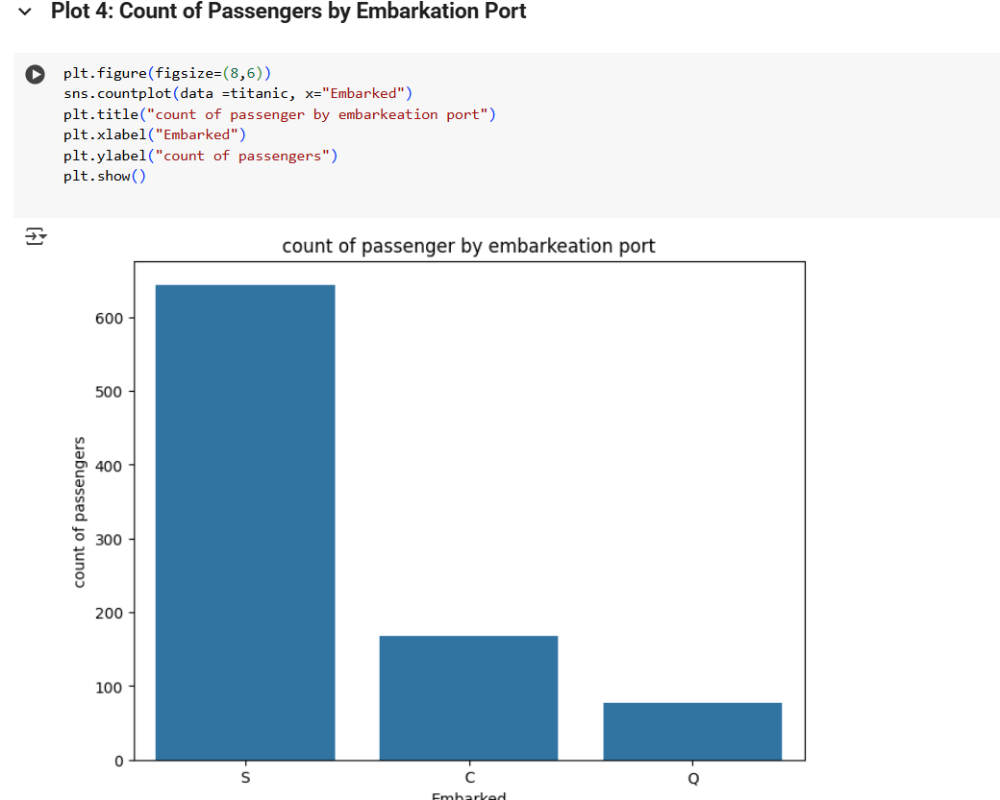 Plot 4: Count of Passengers by Embarkation Port
plt.figure(figsize=(8,6))
sns.countplot(data =titanic, x="Embarked")
plt.title("count of passenger by embarkeation port")
plt.xlabel("Embarked")
plt.ylabel("count of passengers")
plt.show()
count of passenger by embarkeation port
600
500
400
300
200
100
0
count of passengers
S C Q
Embarked